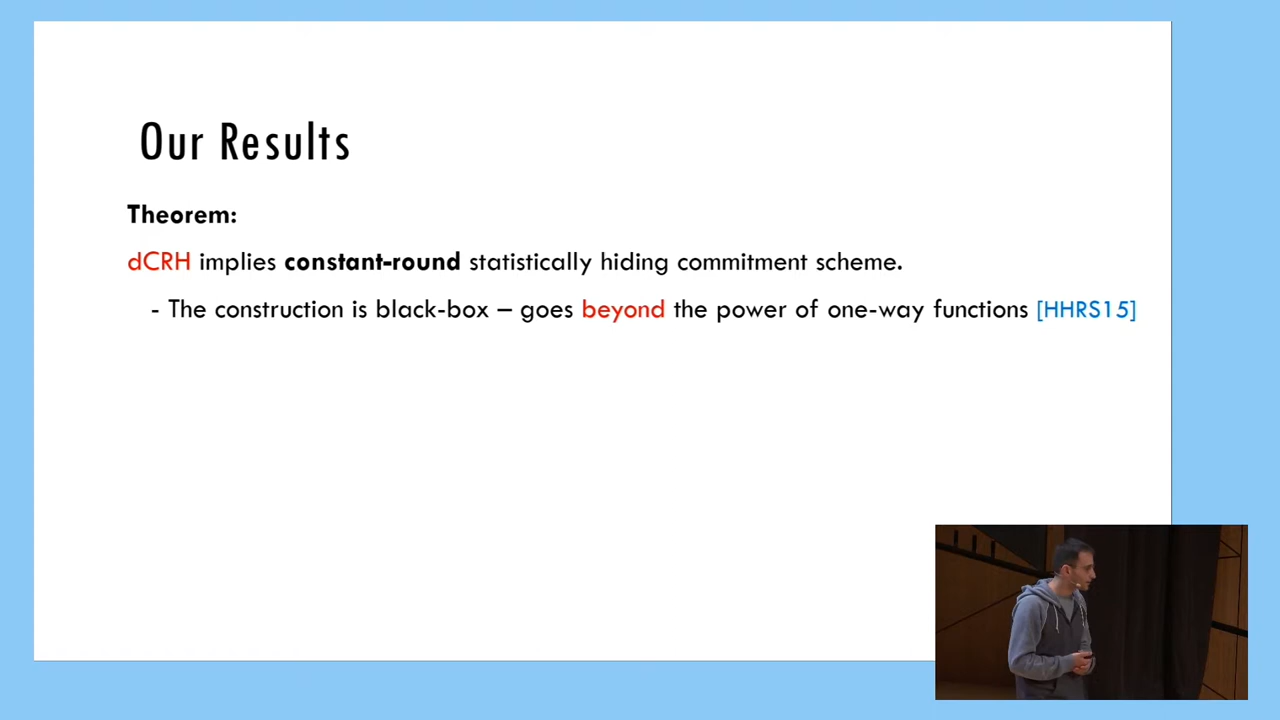 Our Results
Theorem:
dCRH implies constant-round statistically hiding commitment scheme.
- The construction is black-box – goes beyond the power of one-way functions [HHRS15]